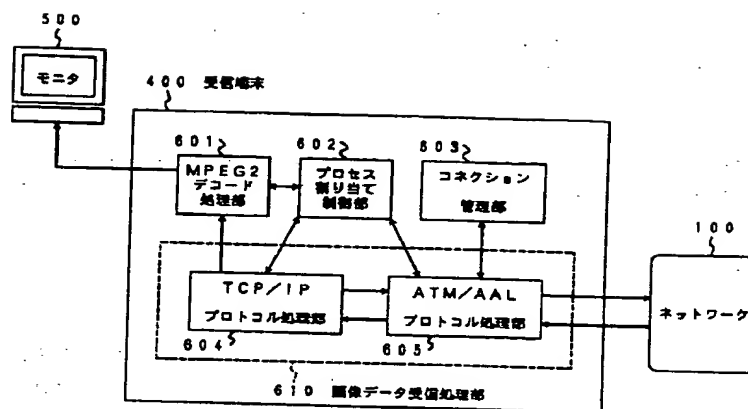 500
モニタ
400 受信端末
601
602
603
MPEG2
デコード
処理部
プロセス
割り当て
制御部
コネクション
管理部
100
TCP/IP
プロトコル処理部
ATM/AAL
プロトコル処理部
ネットワーク
604
605
610 画像データ受信処理部